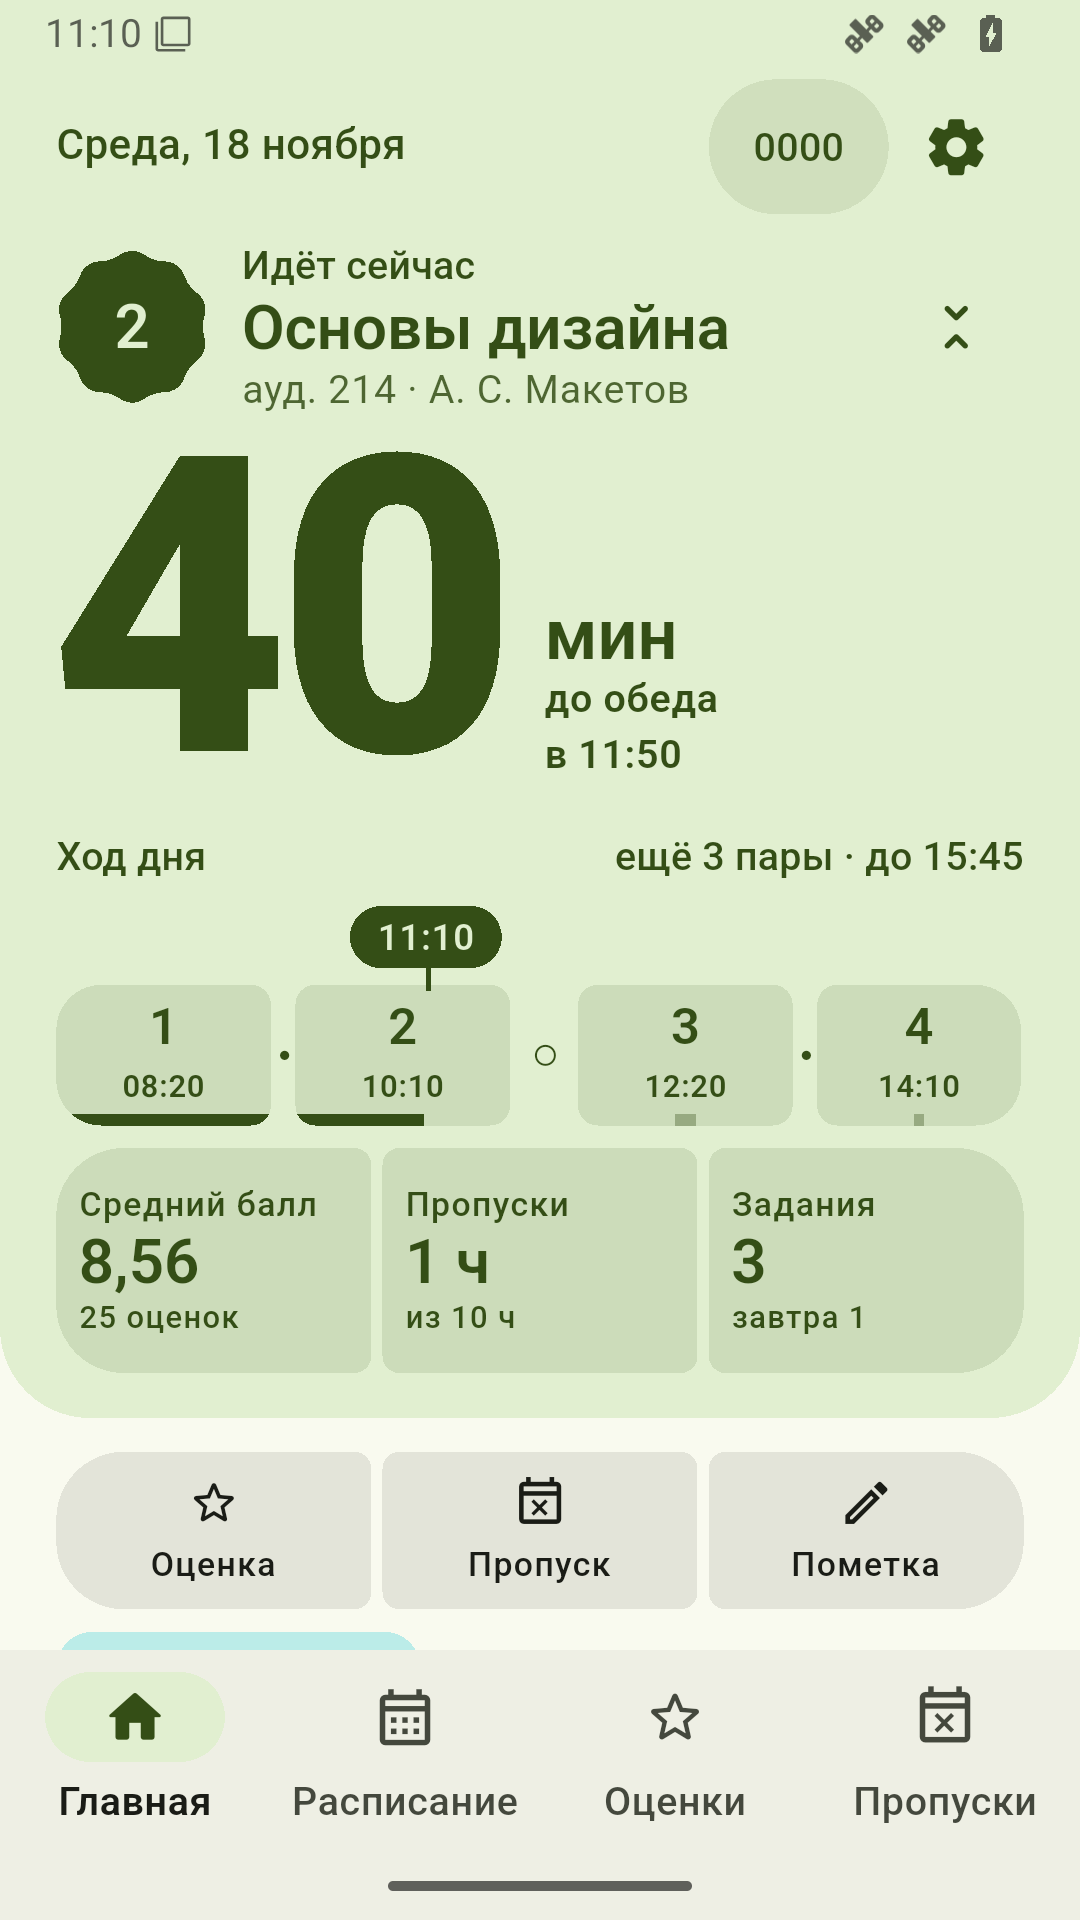 11:10
Среда, 18 ноября
0000
Идёт сейчас
2
Основы дизайна
ауд. 214 · А. С. Макетов
40
мин
до обеда
в 11:50
Ход дня
ещё 3 пары · до 15:45
11:10
1
2
3
4
08:20
10:10
12:20
14:10
Средний балл
Пропуски
Задания
8,56
1 ч
3
25 оценок
из 10 ч
завтра 1
Оценка
Пропуск
Пометка
Главная
Расписание
Оценки
Пропуски